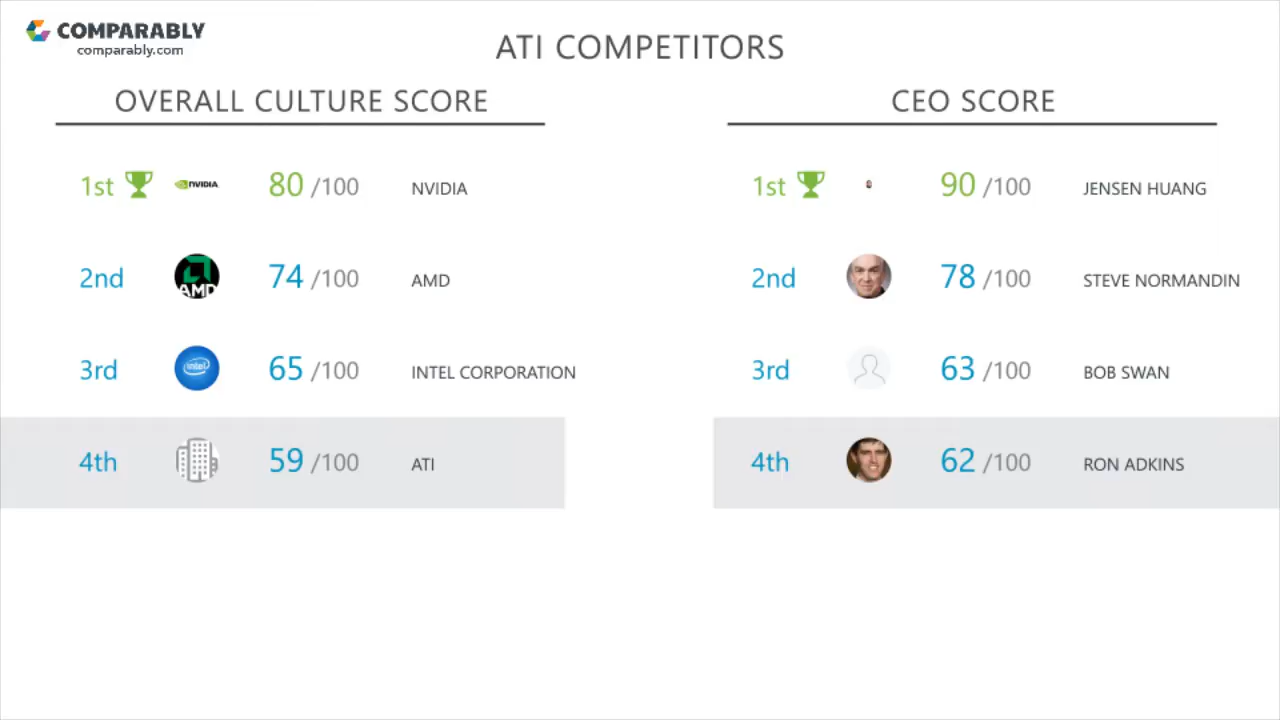 COMPARABLY
comparably.com
ATI COMPETITORS
OVERALL CULTURE SCORE
1st NVIDIA 80 /100 NVIDIA
2nd AMD 74 /100 AMD
3rd intel 65 /100 INTEL CORPORATION
4th 59 /100 ATI
CEO SCORE
1st 90 /100 JENSEN HUANG
2nd 78 /100 STEVE NORMANDIN
3rd 63 /100 BOB SWAN
4th 62 /100 RON ADKINS